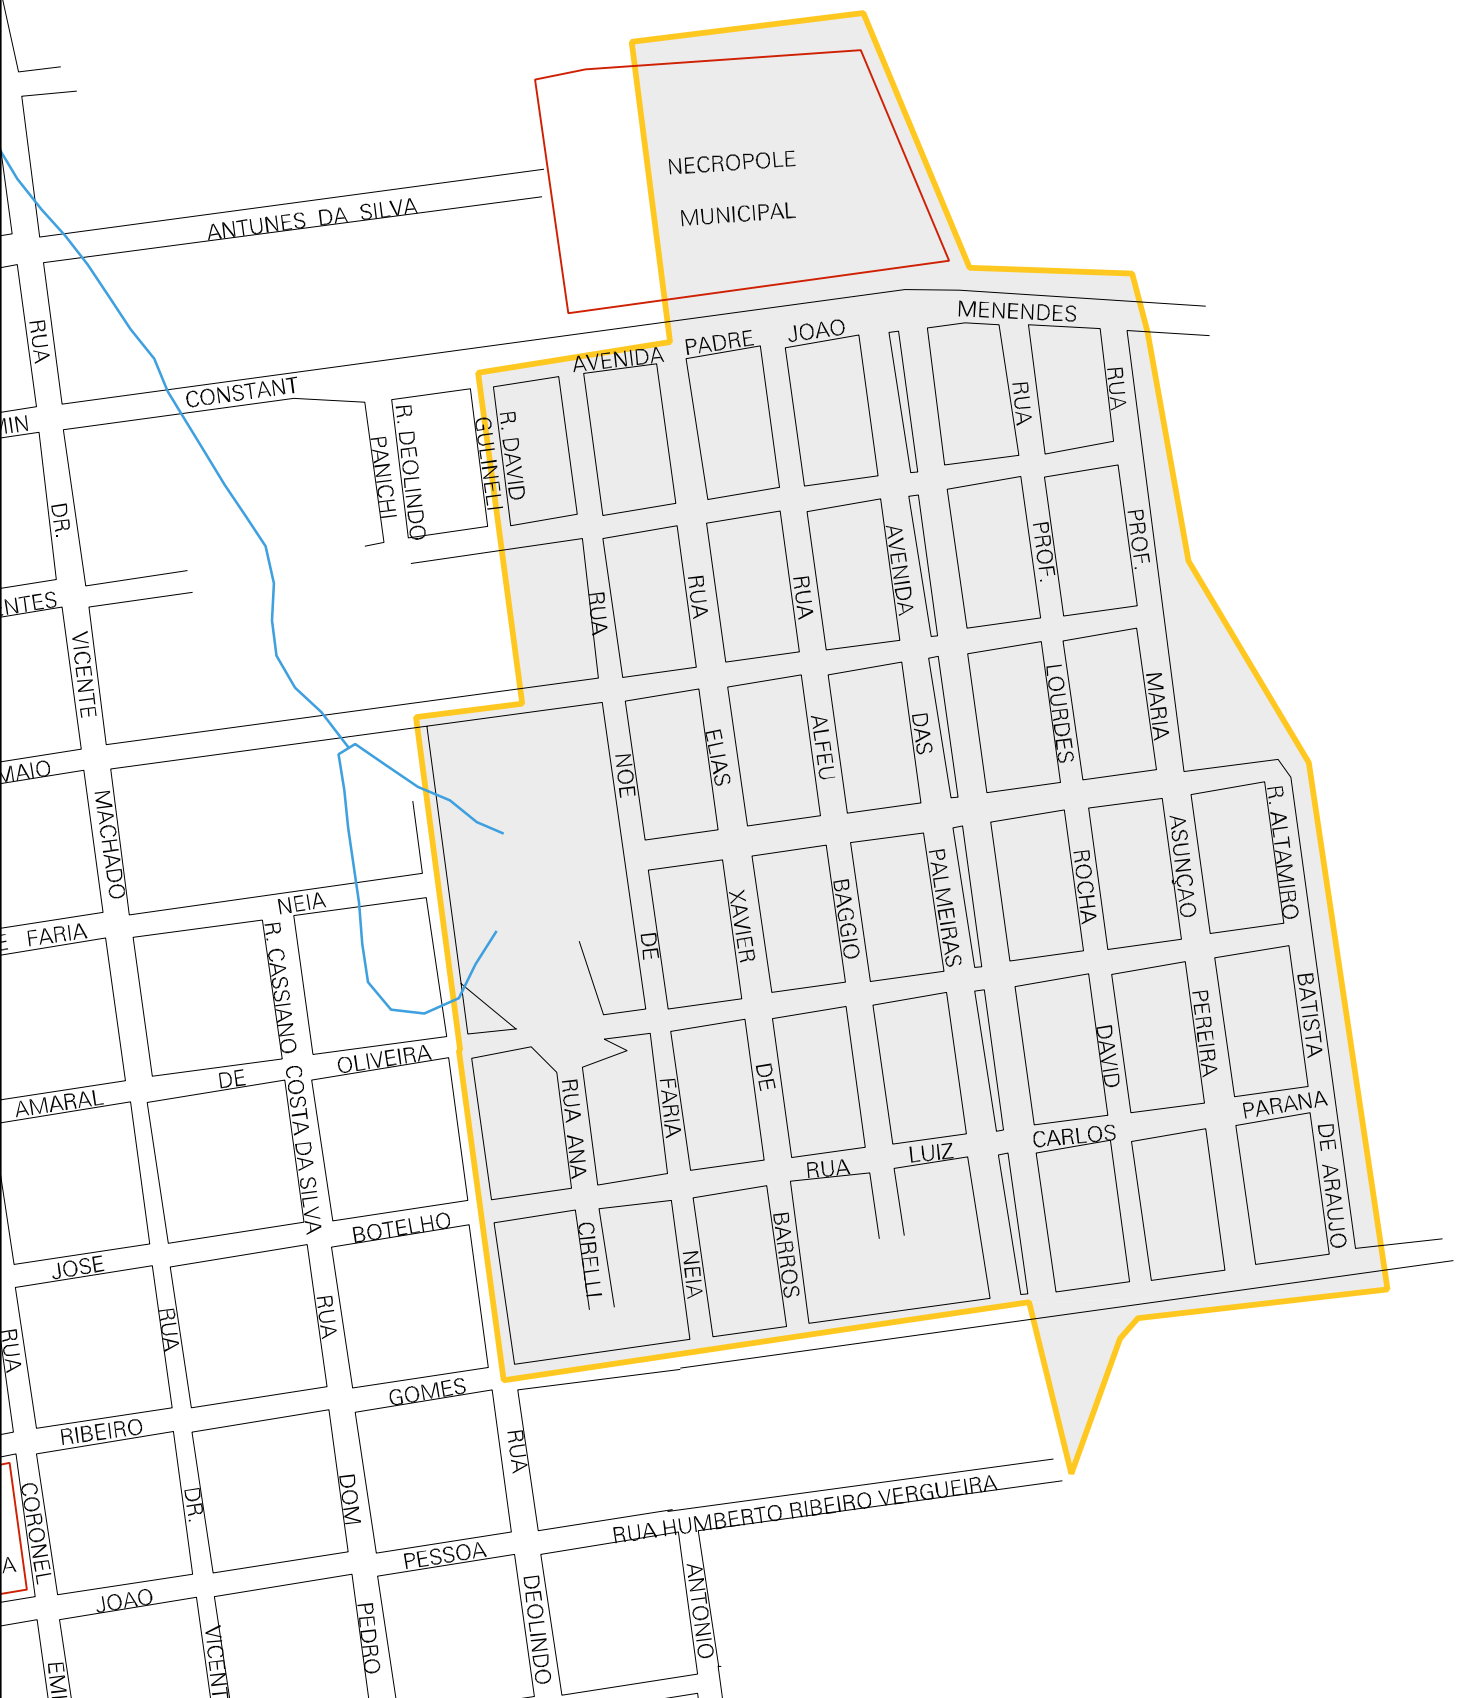 NECROPOLE
MUNICIPAL
ANTUNES DA SILVA
MENENDES
JOAO
PADRE
AVENIDA
CONSTANT
RUA
DR.
VICENTE
MACHADO
MIN
ENTES
MAIO
E FARIA
NEIA
AMARAL
DE
OLIVEIRA
JOSE
BOTELHO
RIBEIRO
GOMES
JOAO
PESSOA
R. DEOLINDO
PANICHI
R. DAVID
GULINELI
R. CASSIANO COSTA DA SILVA
RUA
NOE
DE
FARIA
NEIA
RUA
ELIAS
XAVIER
DE
BARROS
RUA
ALFEU
BAGGIO
AVENIDA
DAS
PALMEIRAS
RUA
PROF.
LOURDES
ROCHA
DAVID
RUA
PROF.
MARIA
ASUNÇAO
PEREIRA
R. ALTAMIRO
BATISTA
DE ARAUJO
RUA ANA
CIRELLI
RUA
LUIZ
CARLOS
PARANA
RUA
CORONEL
EMI
RUA
DR.
VICENT
RUA
DOM
PEDRO
RUA
DEOLINDO
RUA HUMBERTO RIBEIRO VERGUEIRA
ANTONIO
A